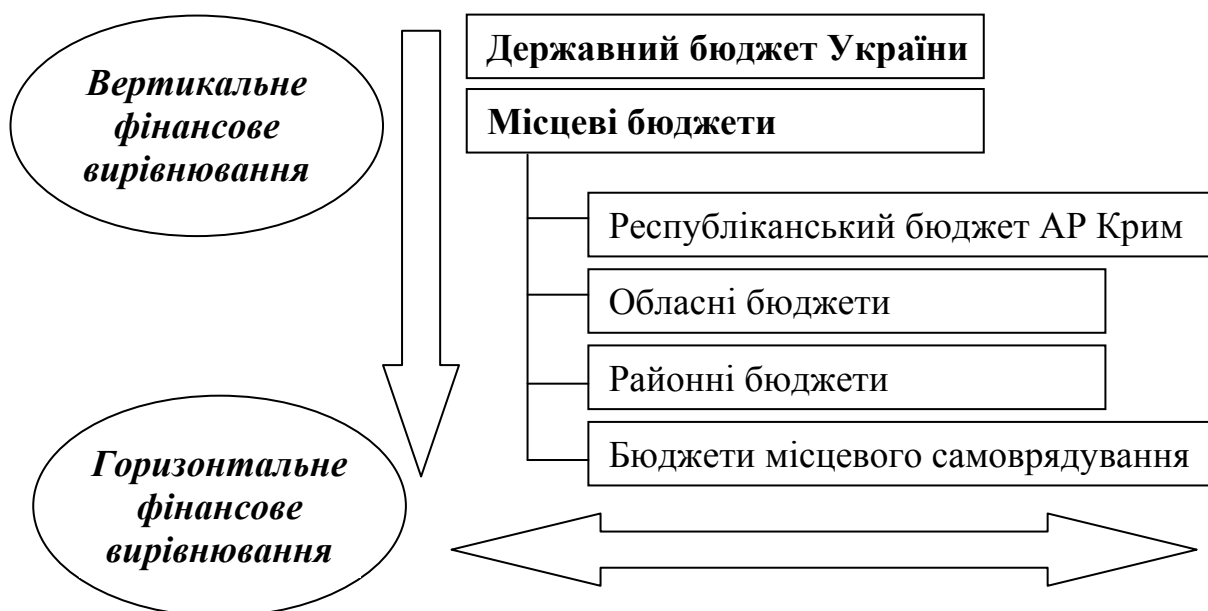 Вертикальне
фінансове
вирівнювання
Державний бюджет України
Місцеві бюджети
Республіканський бюджет АР Крим
Обласні бюджети
Районні бюджети
Бюджети місцевого самоврядування
Горизонтальне
фінансове
вирівнювання